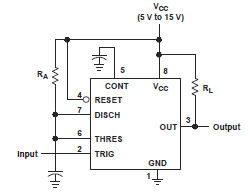 VCC
(5 V to 15 V)
RA
5
8
CONT
VCC
RL
4
RESET
7
DISCH
OUT
3
Output
6
THRES
Input
2
TRIG
GND
1